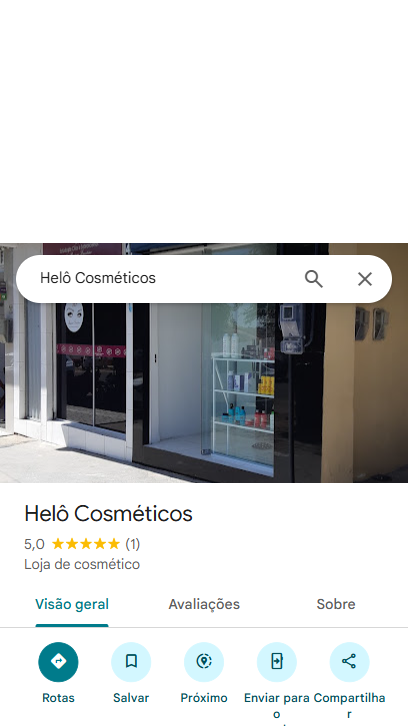 Helô Cosméticos
Helô Cosméticos
5,0 ★★★★★ (1)
Loja de cosmético
Visão geral
Avaliações
Sobre
Rotas
Salvar
Próximo
Enviar para
o
Compartilha
r